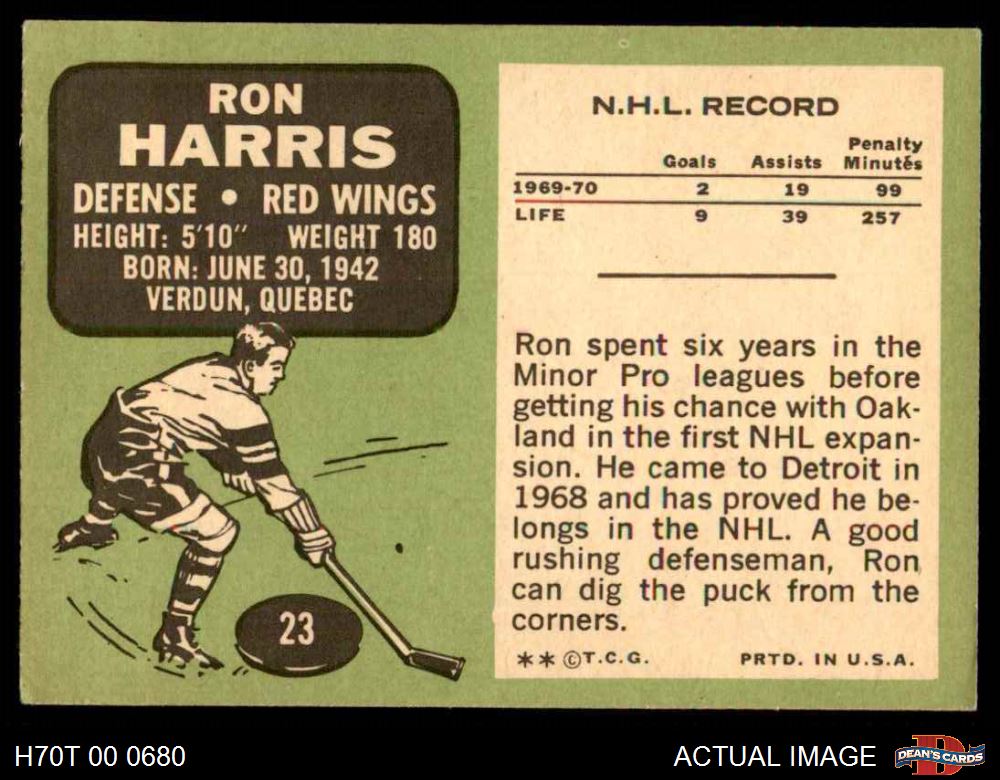 RON
HARRIS
DEFENSE • RED WINGS
HEIGHT: 5'10" WEIGHT 180
BORN: JUNE 30, 1942
VERDUN, QUEBEC
23
N.H.L. RECORD
Goals Assists Penalty Minutes
1969-70 2 19 99
LIFE 9 39 257
Ron spent six years in the
Minor Pro leagues before
getting his chance with Oak-
land in the first NHL expan-
sion. He came to Detroit in
1968 and has proved he be-
longs in the NHL. A good
rushing defenseman, Ron
can dig the puck from the
corners.
** ©T.C.G. PRTD. IN U.S.A.
H70T 00 0680 ACTUAL IMAGE
D
DEAN'S CARDS